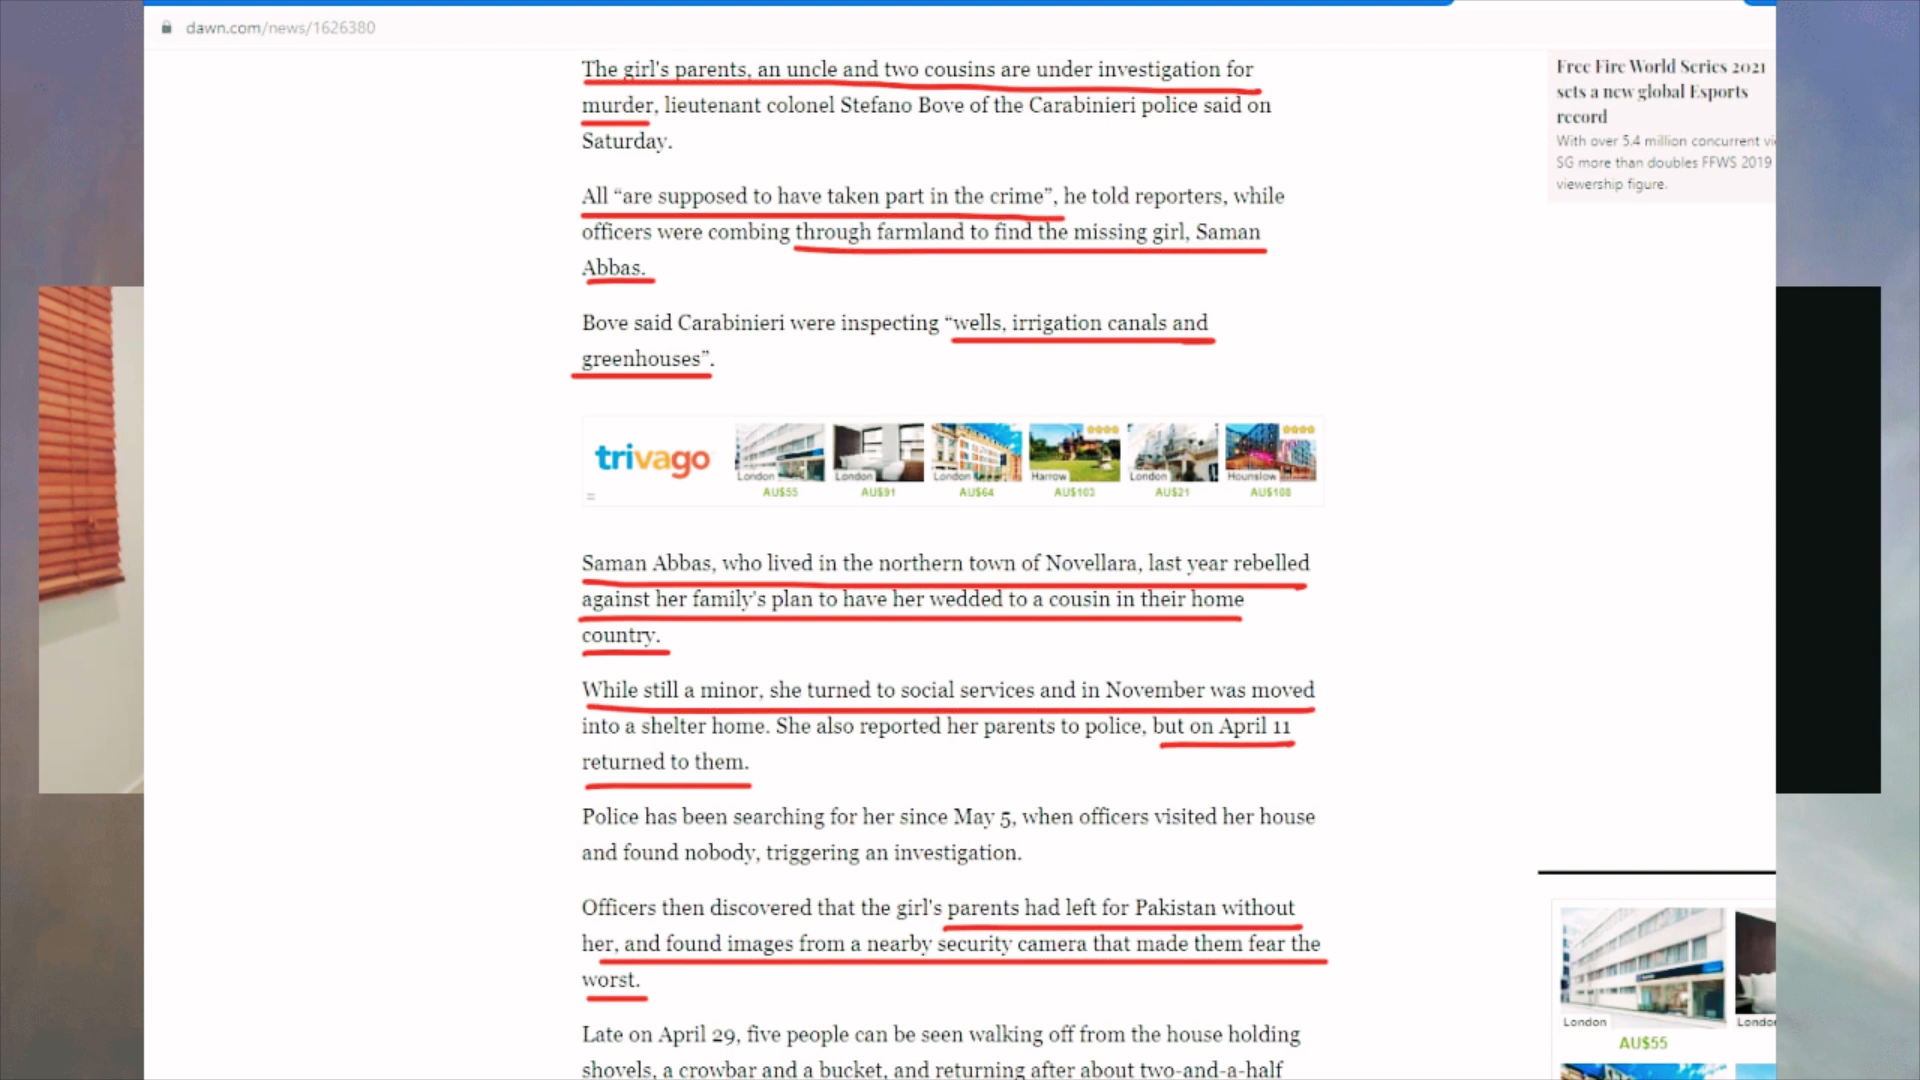 dawn.com/news/1626380
The girl's parents, an uncle and two cousins are under investigation for
murder, lieutenant colonel Stefano Bove of the Carabinieri police said on
Saturday.
All “are supposed to have taken part in the crime”, he told reporters, while
officers were combing through farmland to find the missing girl, Saman
Abbas.
Bove said Carabinieri were inspecting “wells, irrigation canals and
greenhouses”.
trivago
London
London
London
Harrow
London
Hounslow
AU$55
AU$91
AU$64
AU$103
AU$21
AU$108
Saman Abbas, who lived in the northern town of Novellara, last year rebelled
against her family's plan to have her wedded to a cousin in their home
country.
While still a minor, she turned to social services and in November was moved
into a shelter home. She also reported her parents to police, but on April 11
returned to them.
Police has been searching for her since May 5, when officers visited her house
and found nobody, triggering an investigation.
Officers then discovered that the girl's parents had left for Pakistan without
her, and found images from a nearby security camera that made them fear the
worst.
Late on April 29, five people can be seen walking off from the house holding
shovels, a crowbar and a bucket, and returning after about two-and-a-half
Free Fire World Series 2021
sets a new global Esports
record
With over 5.4 million concurrent vi
SG more than doubles FFWS 2019
viewership figure.
London
Londo
AU$55